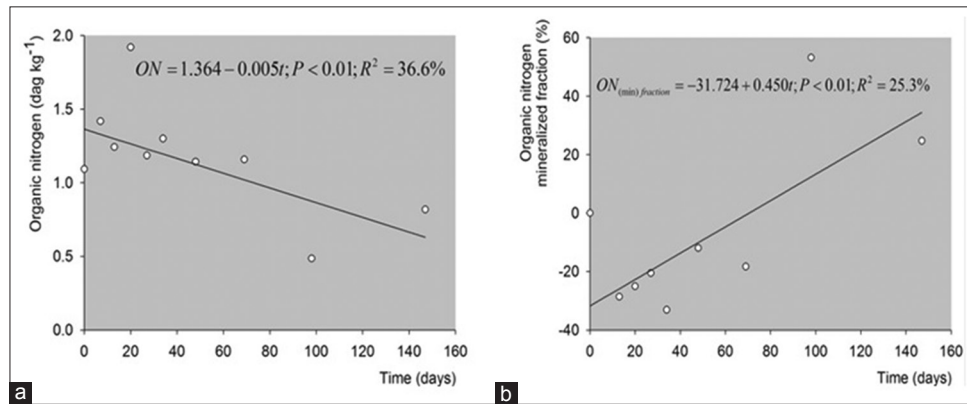 2.0
1.5
1.0
0.5
0.0
Organic nitrogen (dag kg⁻¹)
ON = 1.364 − 0.005t; P < 0.01; R² = 36.6%
0 20 40 60 80 100 120 140 160
Time (days)
a
60
40
20
0
-20
-40
Organic nitrogen
mineralized fraction (%)
ON(min) fraction = −31.724 + 0.450t; P < 0.01; R² = 25.3%
0 20 40 60 80 100 120 140 160
Time (days)
b